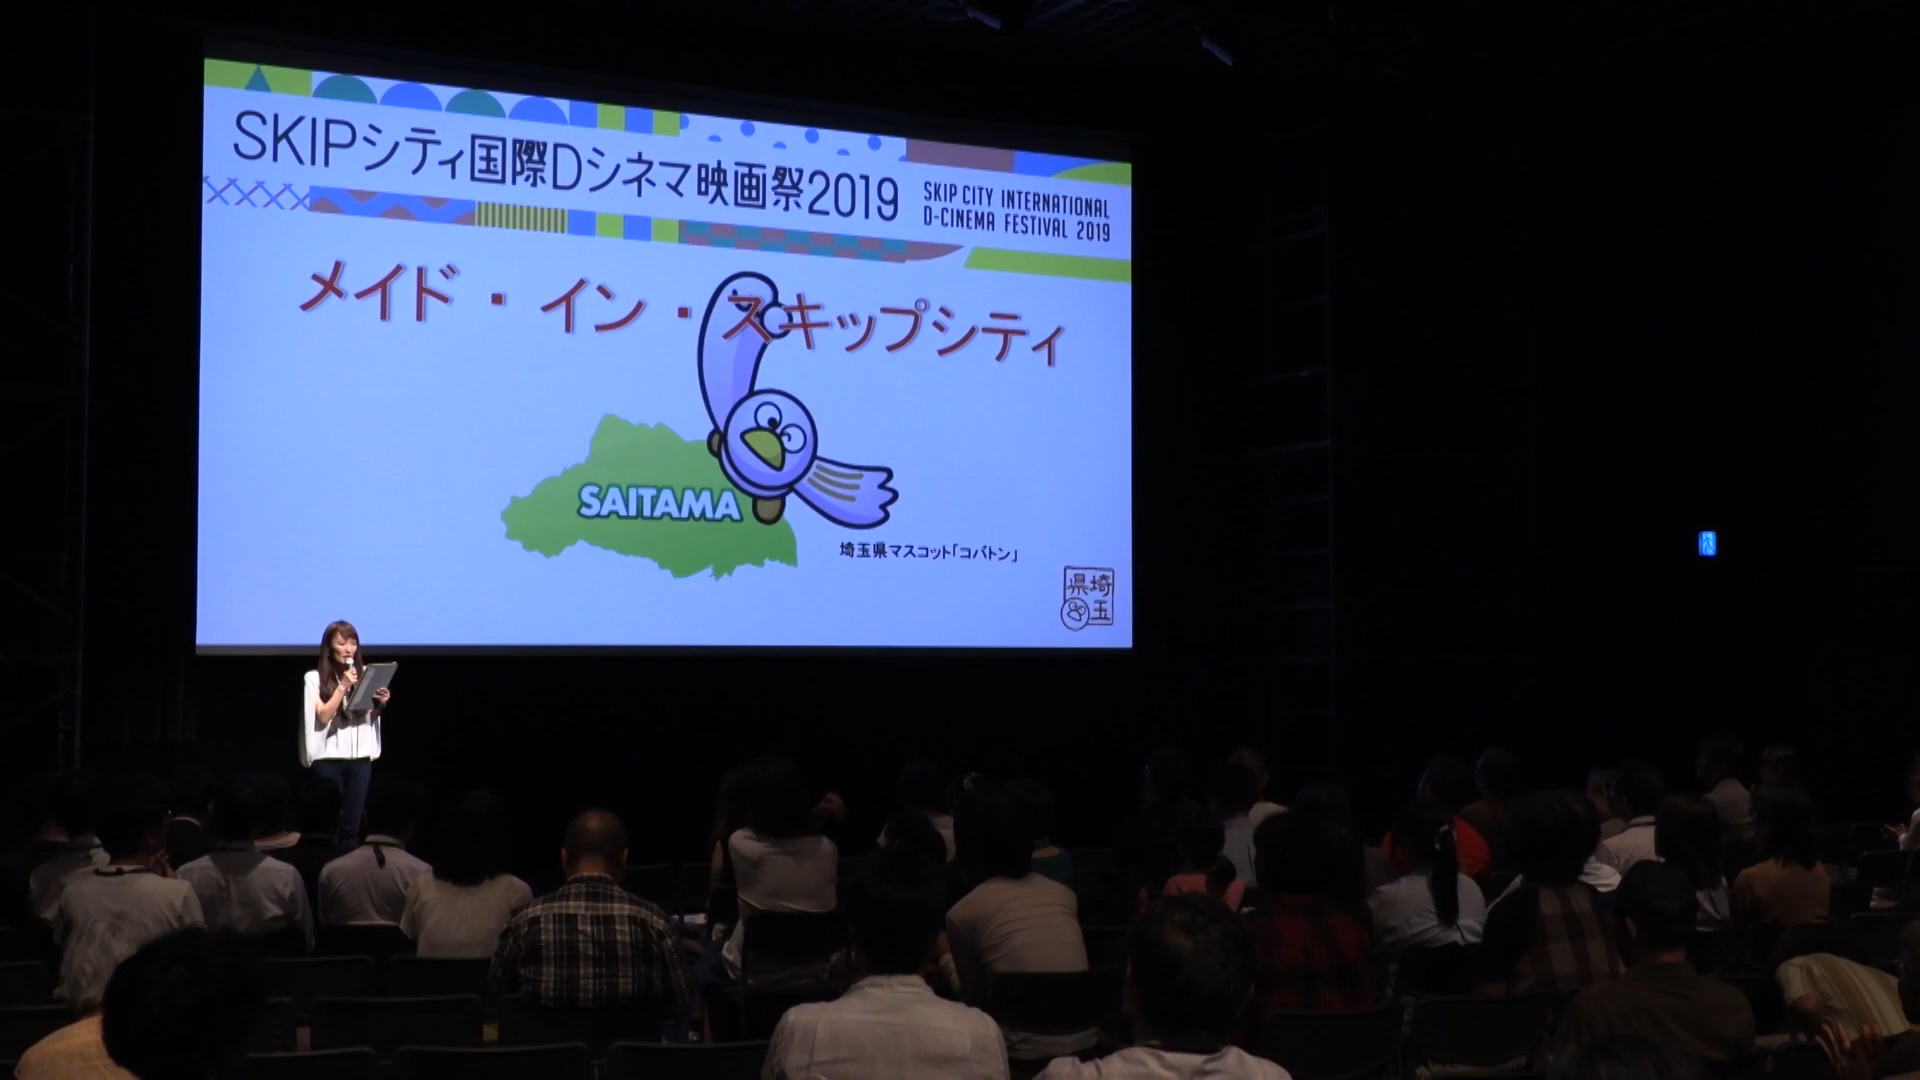 SKIPシティ国際Dシネマ映画祭2019
SKIP CITY INTERNATIONAL
D-CINEMA FESTIVAL 2019
メイド・イン・スキップシティ
SAITAMA
埼玉県マスコット「コバトン」
埼玉県